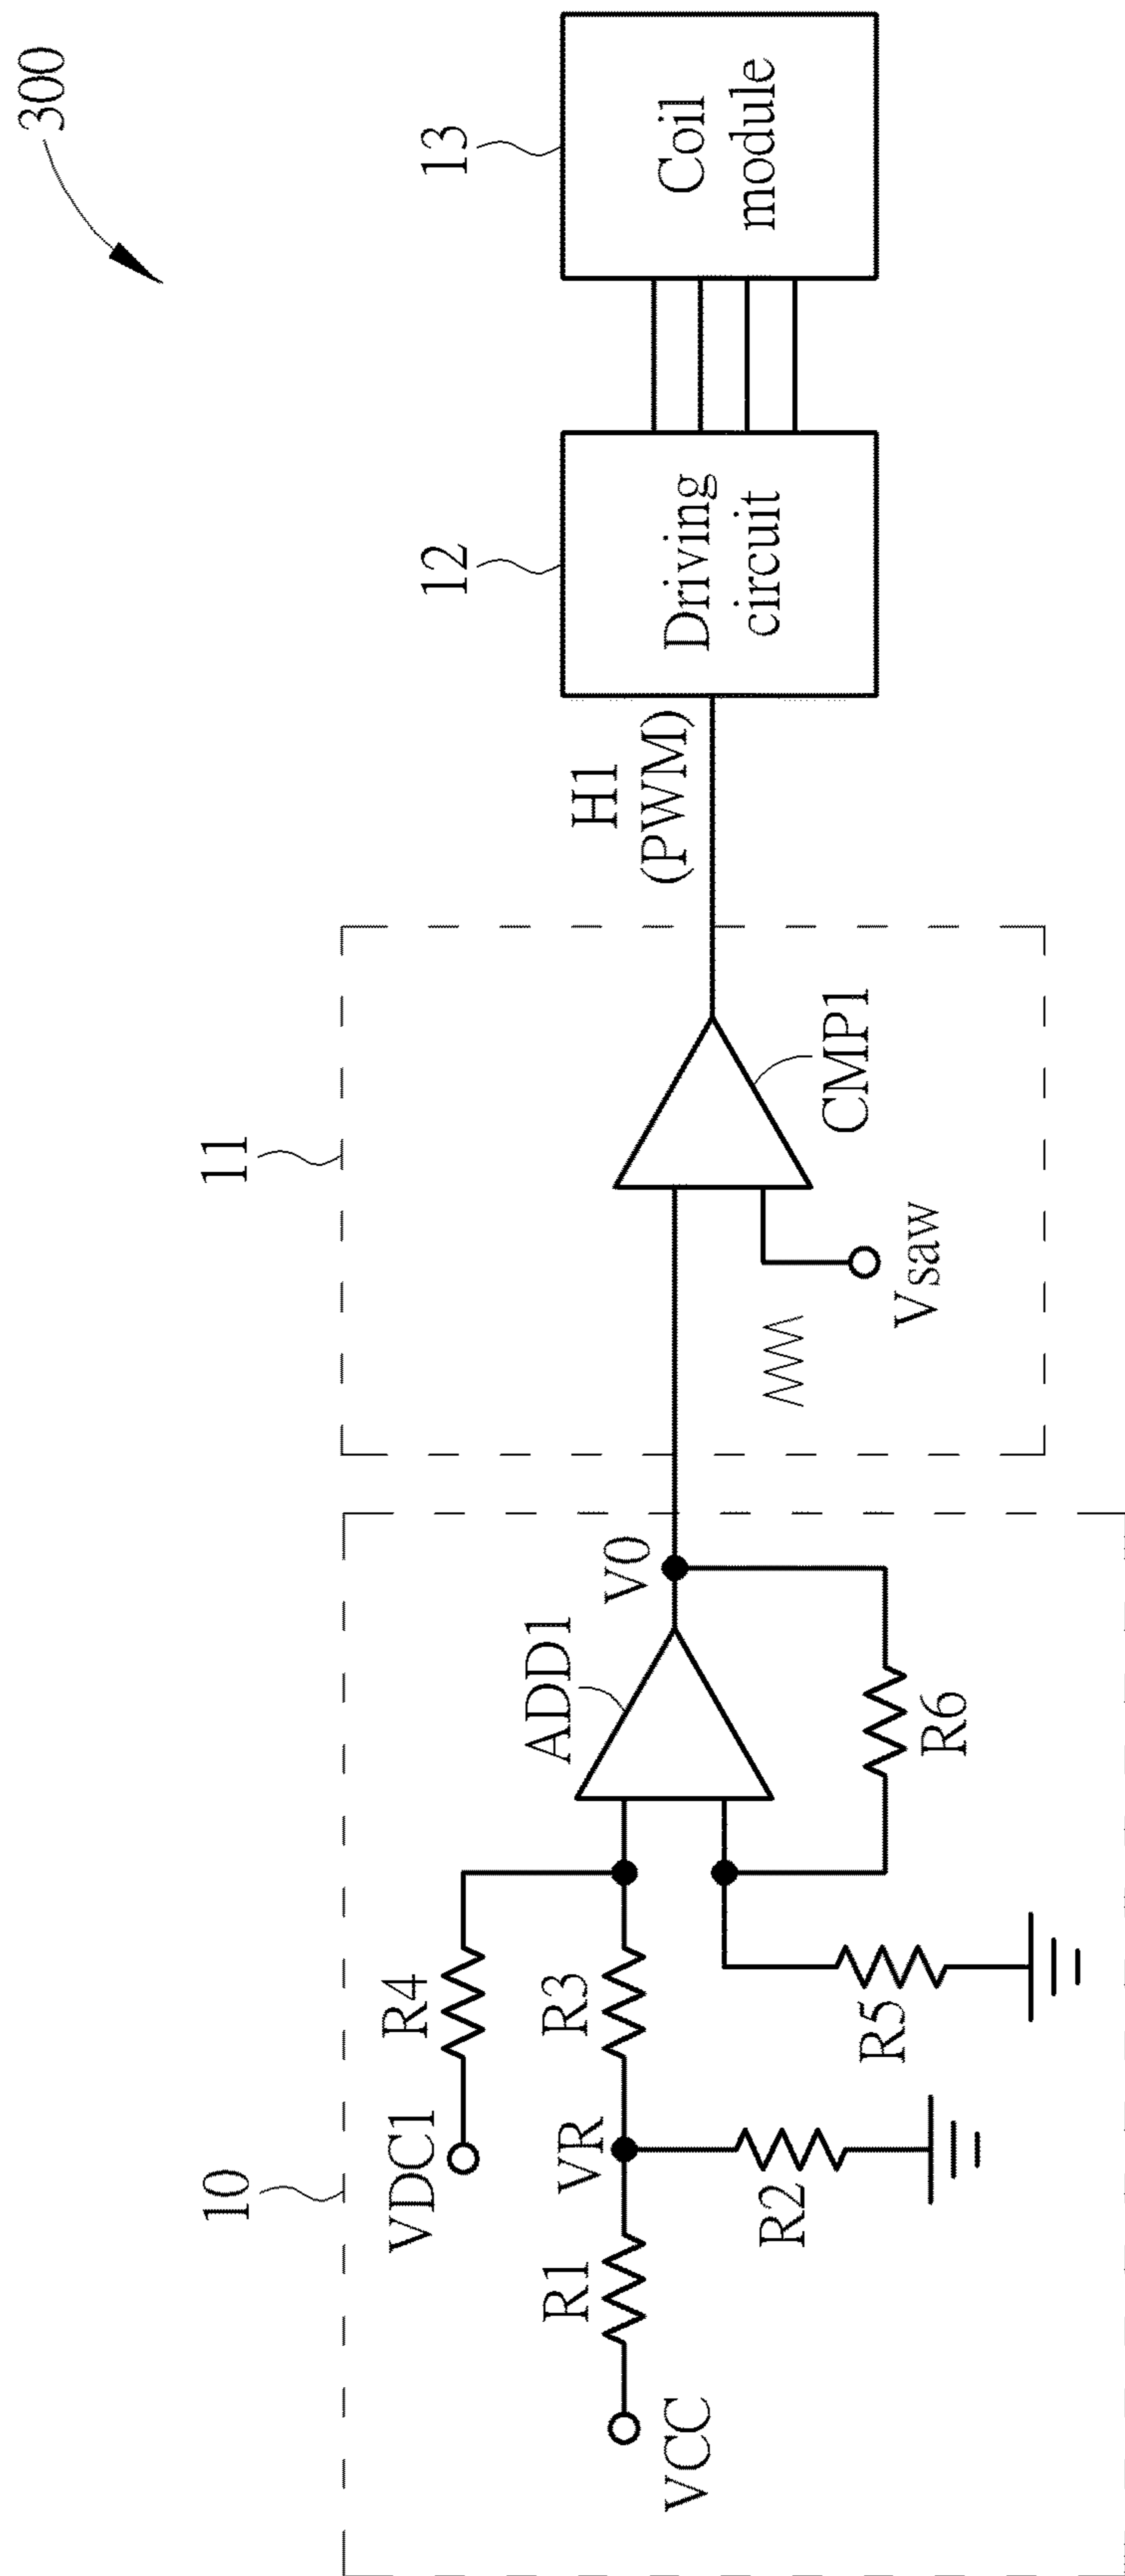 300
10
VCC
R1
VR
R2
VDC1
R4
R3
R5
ADD1
R6
V0
11
Vsaw
CMP1
H1
(PWM)
12
Driving
circuit
13
Coil
module